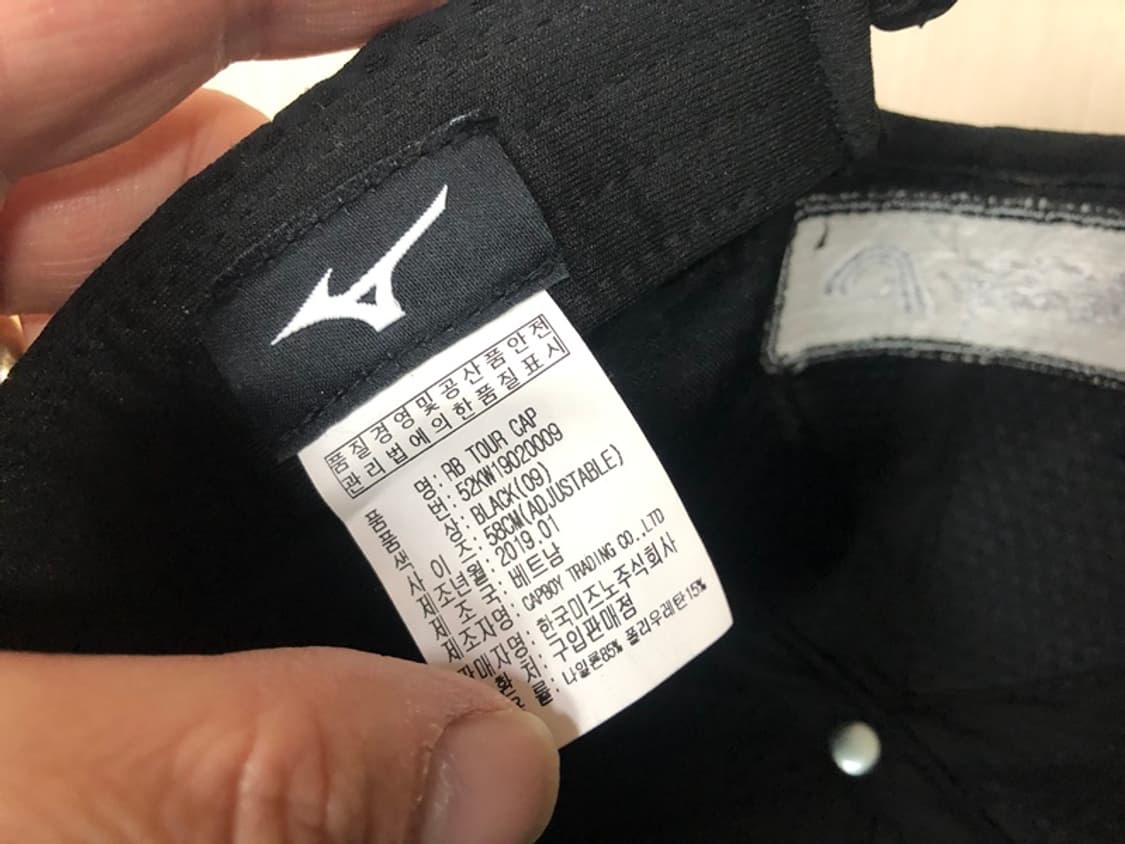 품질경영및공산품안전
관리법에의한품질표시
품 명: RB TOUR CAP
품 번: 52KW19020009
색 상: BLACK(09)
사 이 즈: 58CM(ADJUSTABLE)
제조년월: 2019.01
제 조 국: 베트남
제조자명: CAPBOY TRADING CO.,LTD
판매자명: 한국미즈노주식회사
환 처: 구입판매점
률: 나일론85% 폴리우레탄15%